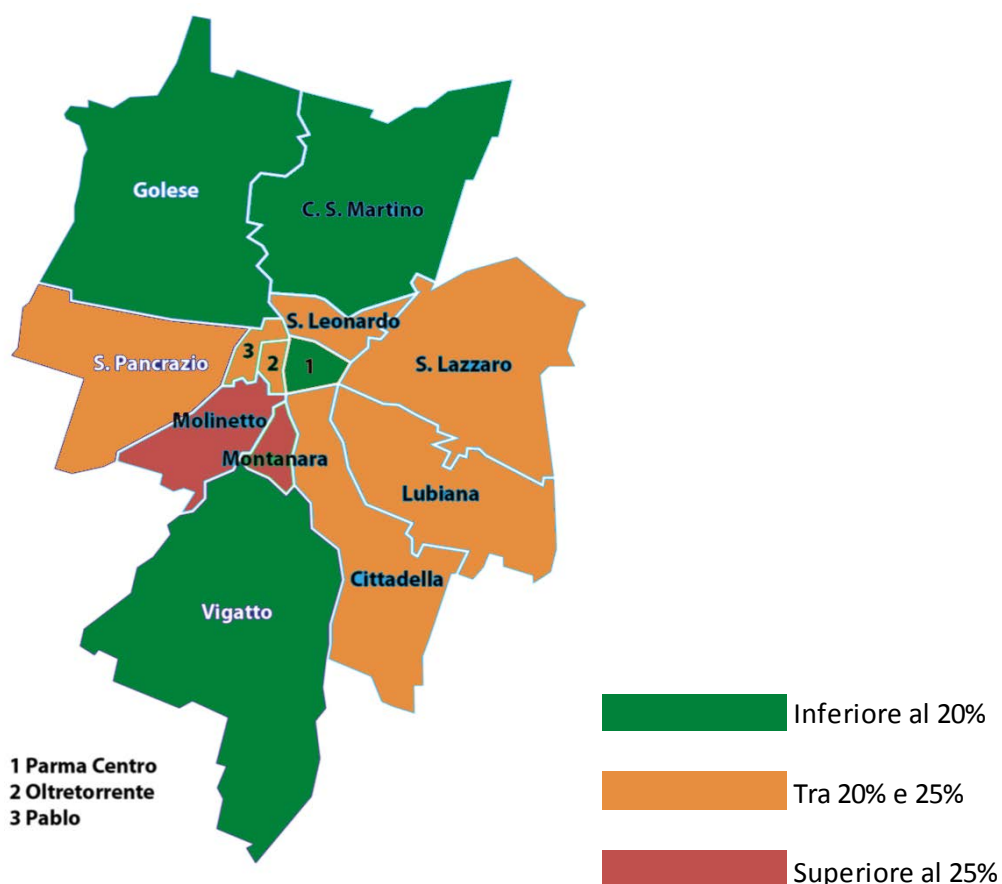 Golese
C. S. Martino
S. Leonardo
S. Pancrazio
3
2
1
S. Lazzaro
Molinetto
Montanara
Lubiana
Cittadella
Vigatto
1 Parma Centro
2 Oltretorrente
3 Pablo
Inferiore al 20%
Tra 20% e 25%
Superiore al 25%